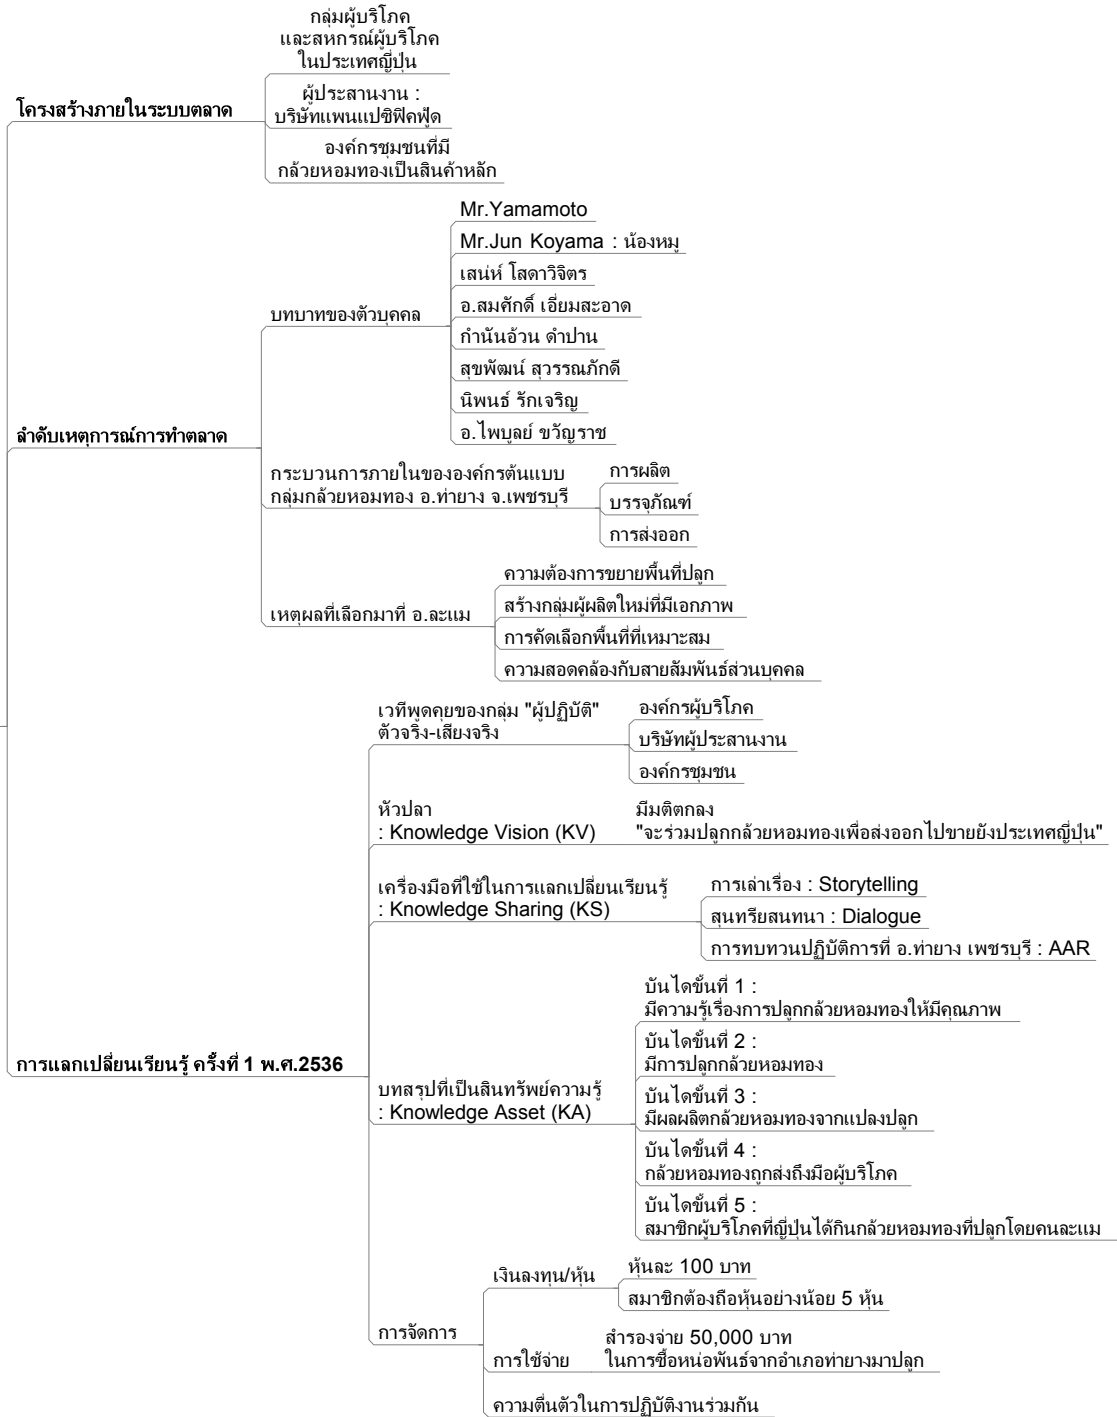 กลุ่มผู้บริโภค
และสหกรณ์ผู้บริโภค
ในประเทศญี่ปุ่น
โครงสร้างภายในระบบตลาด
ผู้ประสานงาน :
บริษัทแพนแปซิฟิคฟู้ด
องค์กรชุมชนที่มี
กล้วยหอมทองเป็นสินค้าหลัก
ลำดับเหตุการณ์การทำตลาด
บทบาทของตัวบุคคล
Mr.Yamamoto
Mr.Jun Koyama : น้องหมู
เสน่ห์ โสดาวิจิตร
อ.สมศักดิ์ เอี่ยมสะอาด
กำนันอ้วน ดำปาน
สุขพัฒน์ สุวรรณภักดี
นิพนธ์ รักเจริญ
อ.ไพบูลย์ ขวัญราช
กระบวนการภายในขององค์กรต้นแบบ
กลุ่มกล้วยหอมทอง อ.ท่ายาง จ.เพชรบุรี
การผลิต
บรรจุภัณฑ์
การส่งออก
เหตุผลที่เลือกมาที่ อ.ละแม
ความต้องการขยายพื้นที่ปลูก
สร้างกลุ่มผู้ผลิตใหม่ที่มีเอกภาพ
การคัดเลือกพื้นที่ที่เหมาะสม
ความสอดคล้องกับสายสัมพันธ์ส่วนบุคคล
การแลกเปลี่ยนเรียนรู้ ครั้งที่ 1 พ.ศ.2536
เวทีพูดคุยของกลุ่ม "ผู้ปฏิบัติ"
ตัวจริง-เสียงจริง
องค์กรผู้บริโภค
บริษัทผู้ประสานงาน
องค์กรชุมชน
หัวปลา
: Knowledge Vision (KV)
มีมติตกลง
"จะร่วมปลูกกล้วยหอมทองเพื่อส่งออกไปขายยังประเทศญี่ปุ่น"
เครื่องมือที่ใช้ในการแลกเปลี่ยนเรียนรู้
: Knowledge Sharing (KS)
การเล่าเรื่อง : Storytelling
สุนทรียสนทนา : Dialogue
การทบทวนปฏิบัติการที่ อ.ท่ายาง เพชรบุรี : AAR
บทสรุปที่เป็นสินทรัพย์ความรู้
: Knowledge Asset (KA)
บันไดขั้นที่ 1 :
มีความรู้เรื่องการปลูกกล้วยหอมทองให้มีคุณภาพ
บันไดขั้นที่ 2 :
มีการปลูกกล้วยหอมทอง
บันไดขั้นที่ 3 :
มีผลผลิตกล้วยหอมทองจากแปลงปลูก
บันไดขั้นที่ 4 :
กล้วยหอมทองถูกส่งถึงมือผู้บริโภค
บันไดขั้นที่ 5 :
สมาชิกผู้บริโภคที่ญี่ปุ่นได้กินกล้วยหอมทองที่ปลูกโดยคนละแม
การจัดการ
เงินลงทุน/หุ้น
หุ้นละ 100 บาท
สมาชิกต้องถือหุ้นอย่างน้อย 5 หุ้น
การใช้จ่าย
สำรองจ่าย 50,000 บาท
ในการซื้อหน่อพันธ์จากอำเภอท่ายางมาปลูก
ความตื่นตัวในการปฏิบัติงานร่วมกัน